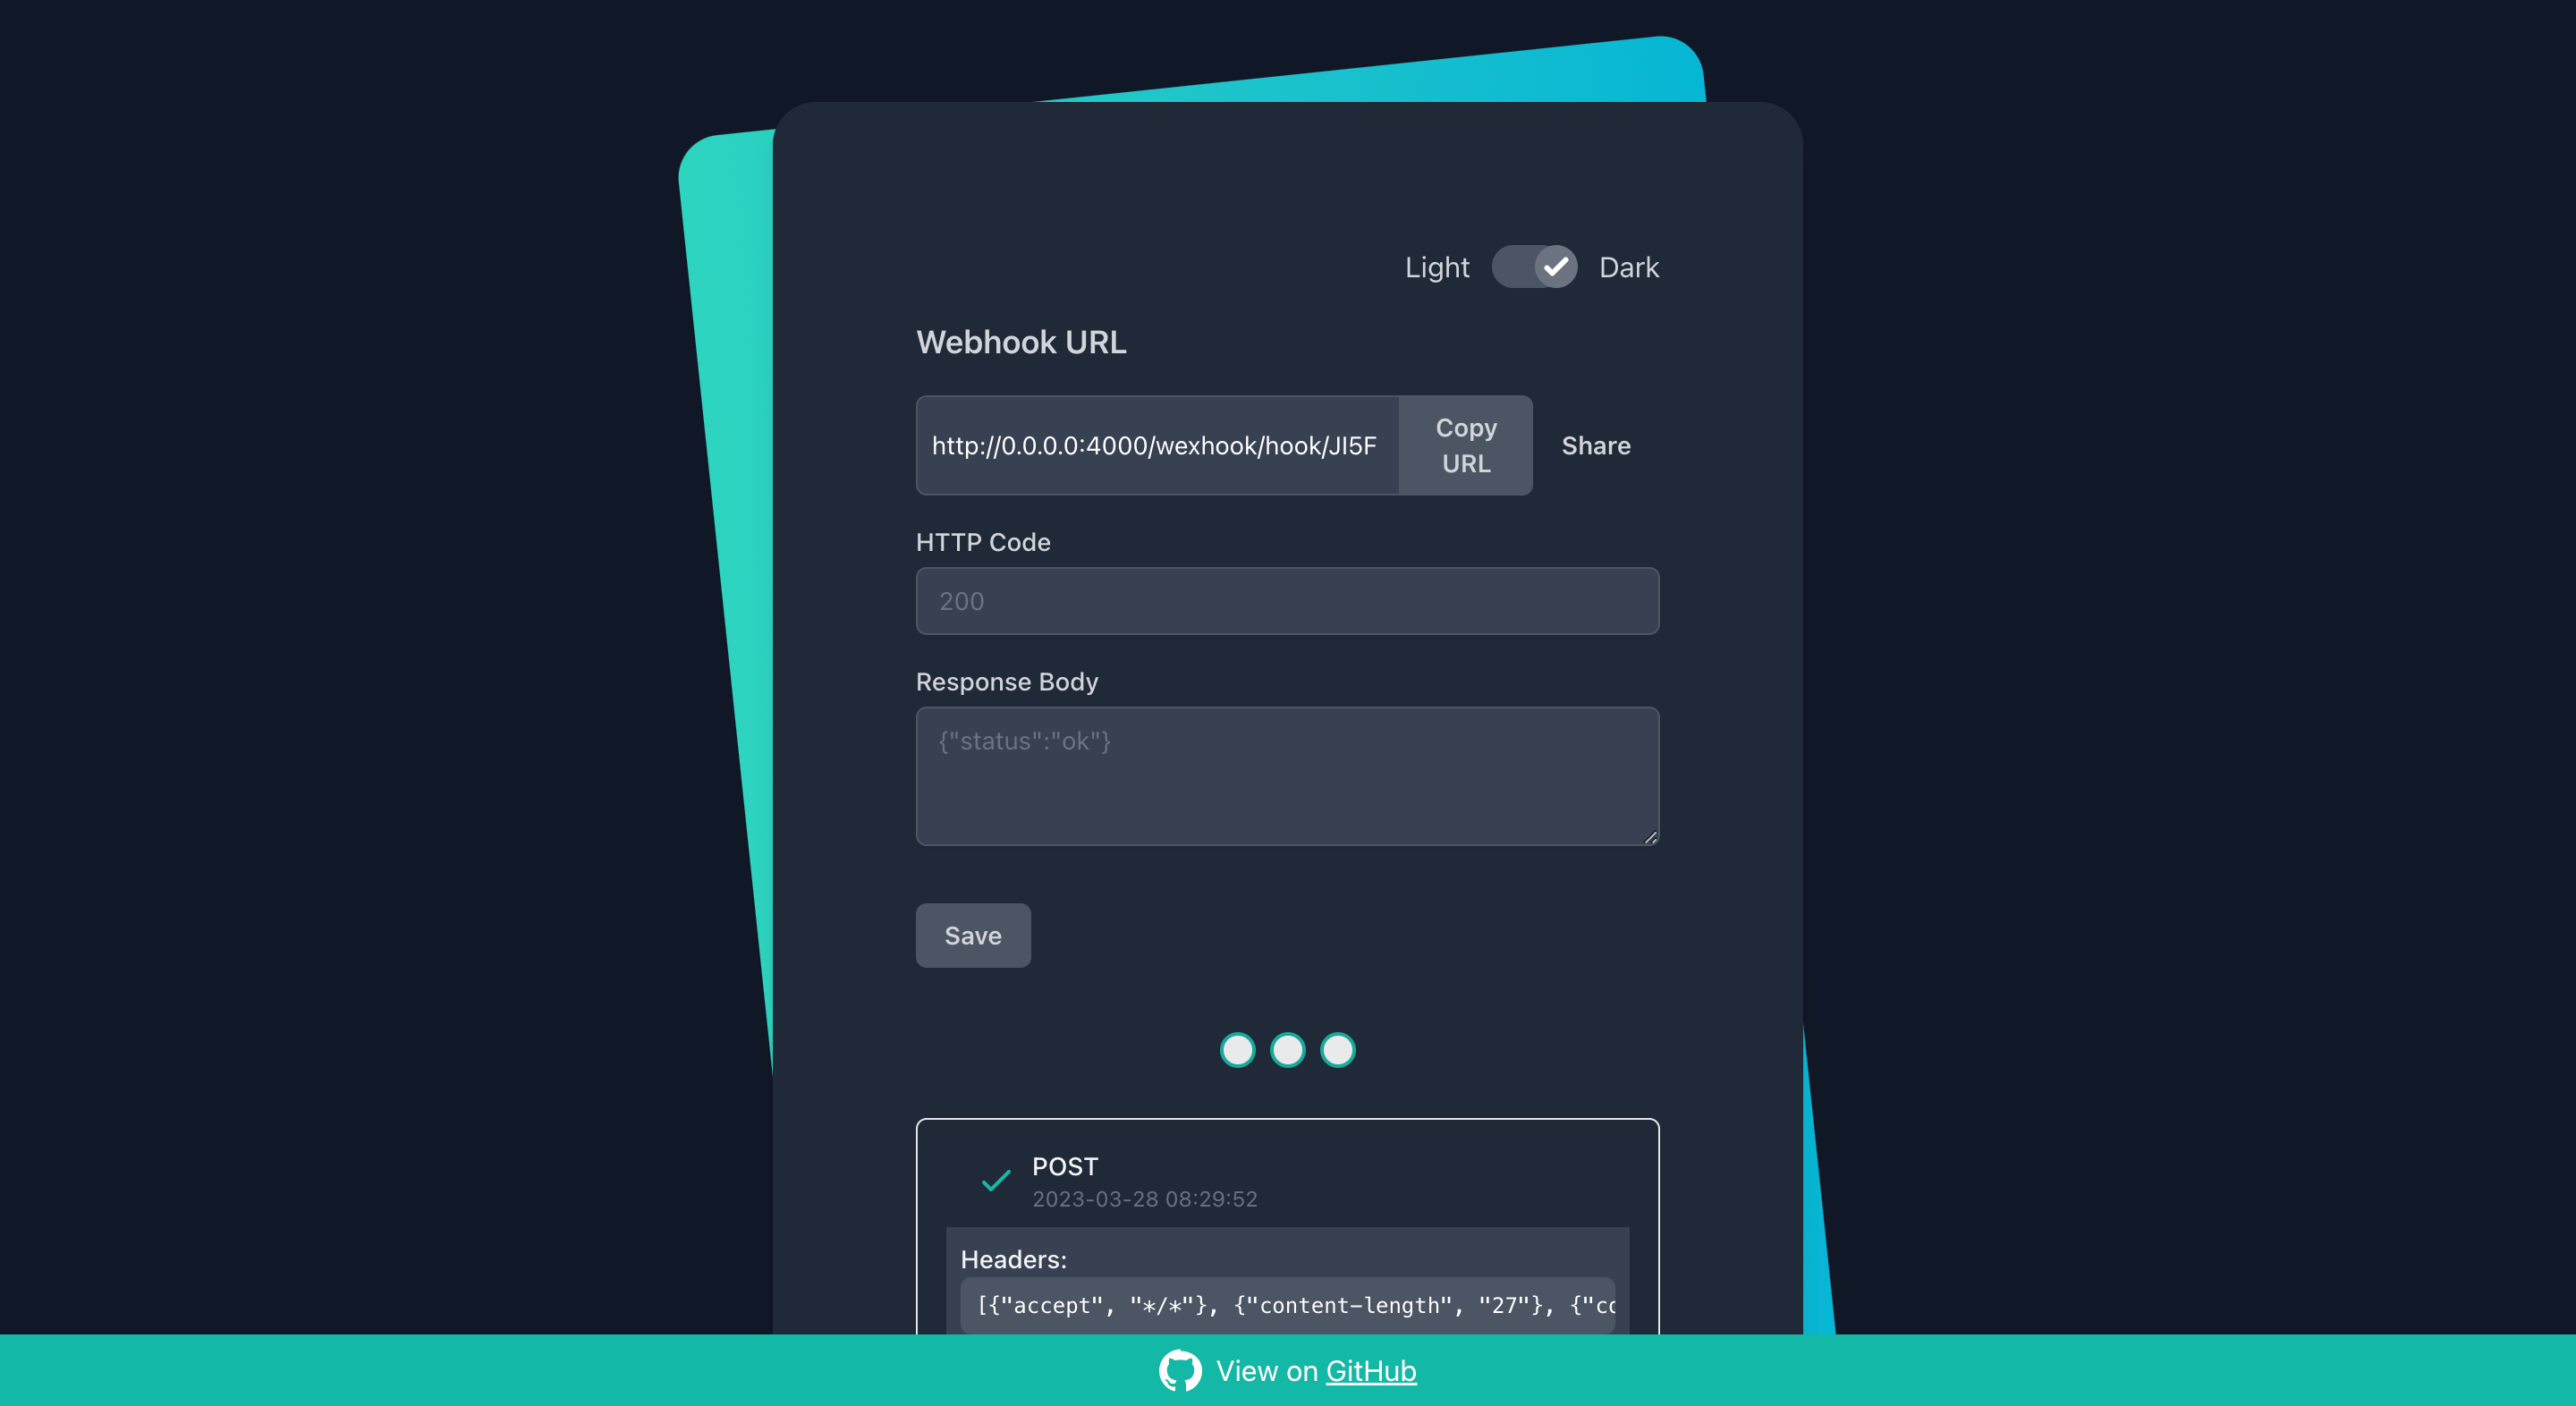 Light Dark
Webhook URL
http://0.0.0.0:4000/wexhook/hook/JI5F
Copy
URL
Share
HTTP Code
200
Response Body
{"status":"ok"}
Save
POST
2023-03-28 08:29:52
Headers:
[{"accept", "*/*"}, {"content-length", "27"}, {"co
View on GitHub